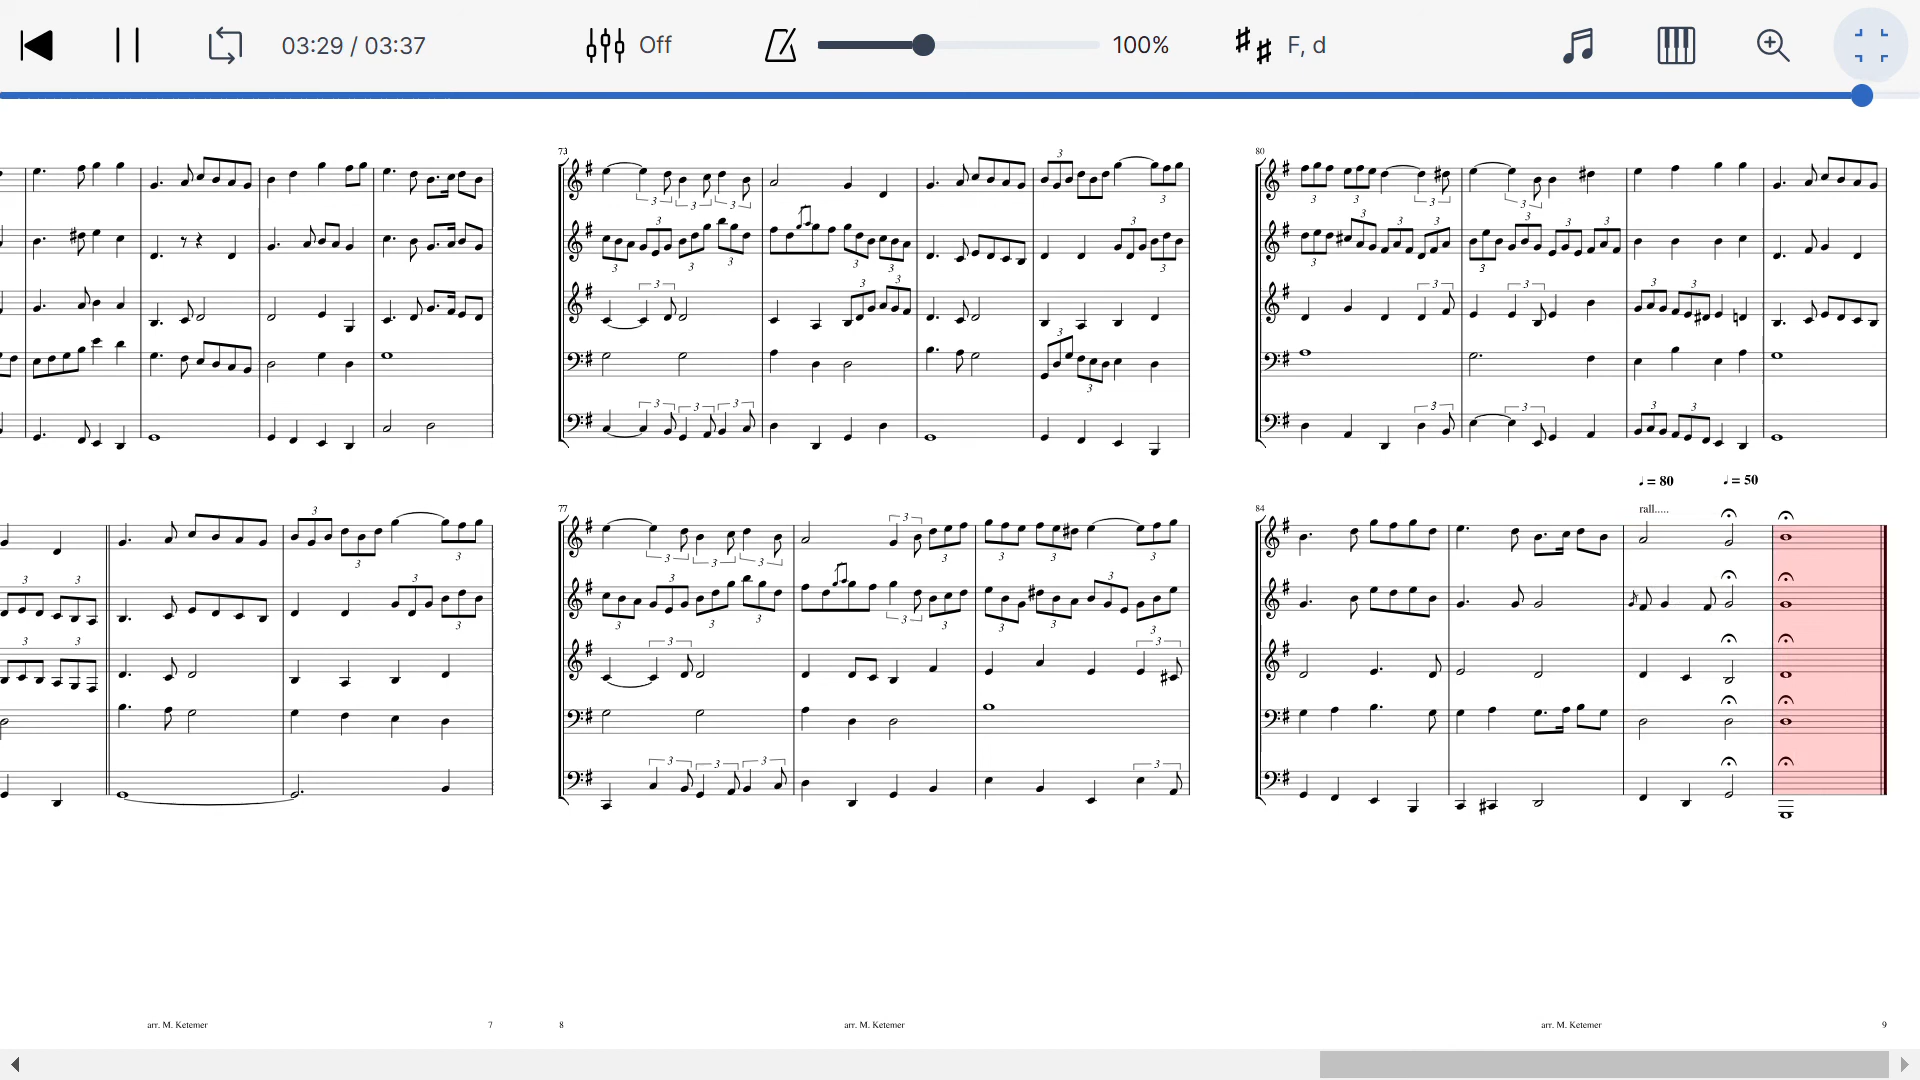 03:29 / 03:37
Off
100%
F, d
73
80
♩ = 80
♩ = 50
77
84
rall.....
arr. M. Ketemer
7
8
arr. M. Ketemer
arr. M. Ketemer
9